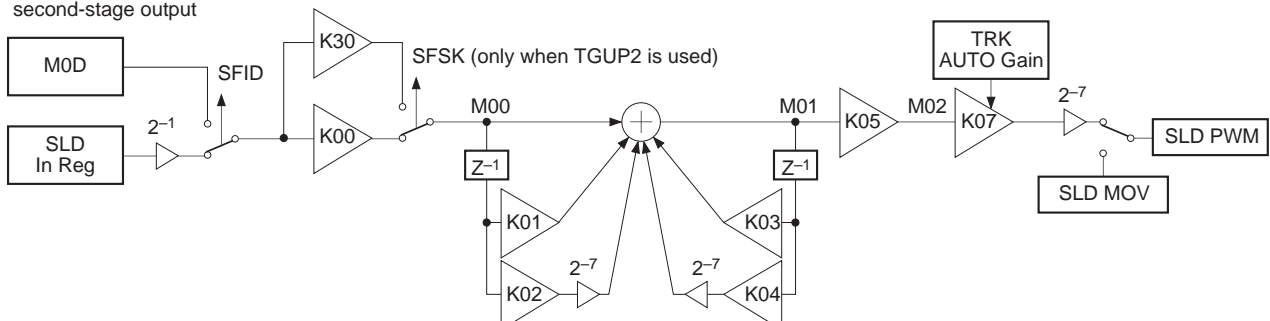 second-stage output
M0D
SFID
K30
SFSK (only when TGUP2 is used)
TRK
AUTO Gain
SLD
In Reg
2–1
K00
M00
M01
K05
M02
K07
2–7
SLD PWM
SLD MOV
Z–1
Z–1
K01
K03
K02
2–7
2–7
K04